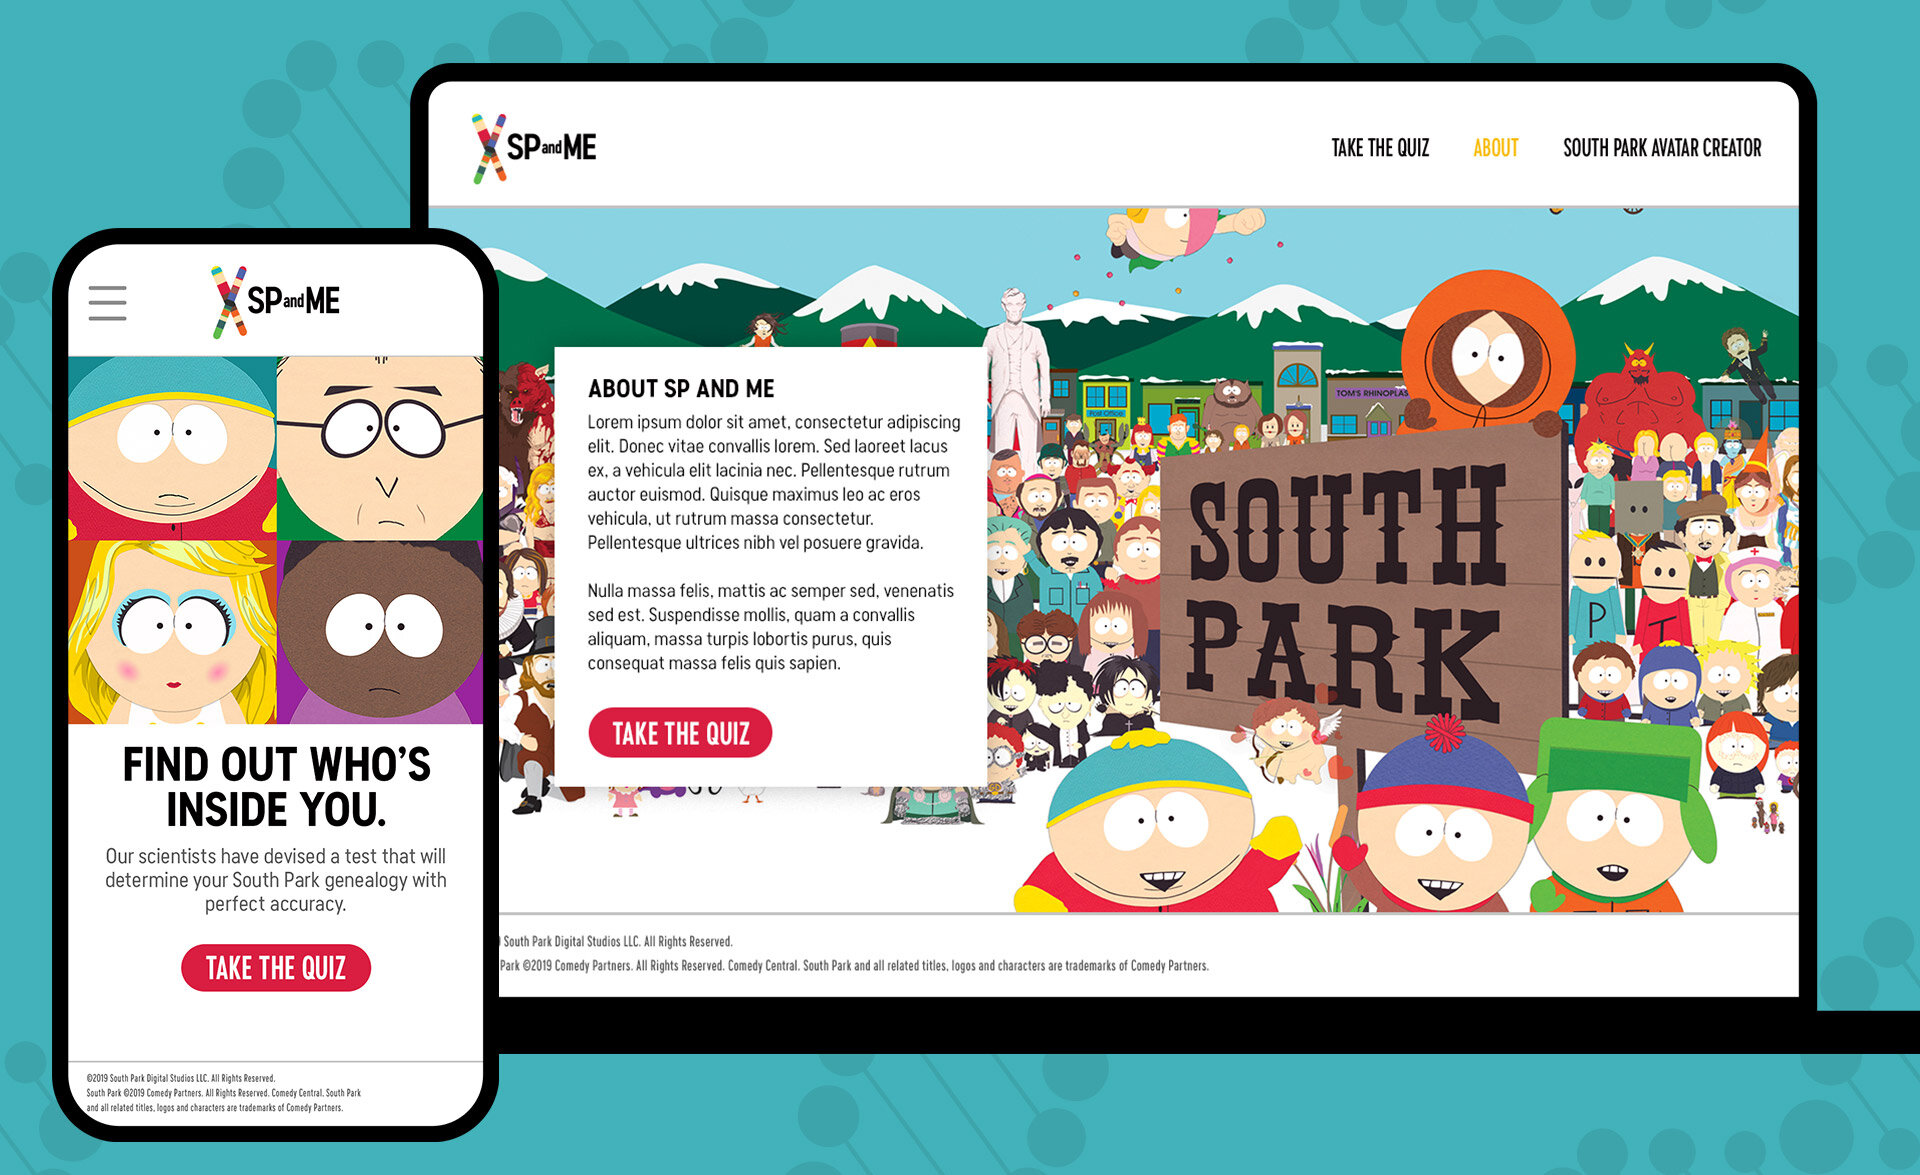 SP and ME
TAKE THE QUIZ
ABOUT
SOUTH PARK AVATAR CREATOR
TOM'S RHINOPLAS
Post Office
SOUTH
PARK
P
T
ABOUT SP AND ME
Lorem ipsum dolor sit amet, consectetur adipiscing
elit. Donec vitae convallis lorem. Sed laoreet lacus
ex, a vehicula elit lacinia nec. Pellentesque rutrum
auctor euismod. Quisque maximus leo ac eros
vehicula, ut rutrum massa consectetur.
Pellentesque ultrices nibh vel posuere gravida.
Nulla massa felis, mattis ac semper sed, venenatis
sed est. Suspendisse mollis, quam a convallis
aliquam, massa turpis lobortis purus, quis
consequat massa felis quis sapien.
TAKE THE QUIZ
South Park Digital Studios LLC. All Rights Reserved.
Park ©2019 Comedy Partners. All Rights Reserved. Comedy Central. South Park and all related titles, logos and characters are trademarks of Comedy Partners.
SP and ME
FIND OUT WHO'S
INSIDE YOU.
Our scientists have devised a test that will
determine your South Park genealogy with
perfect accuracy.
TAKE THE QUIZ
©2019 South Park Digital Studios LLC. All Rights Reserved.
South Park ©2019 Comedy Partners. All Rights Reserved. Comedy Central. South Park
and all related titles, logos and characters are trademarks of Comedy Partners.